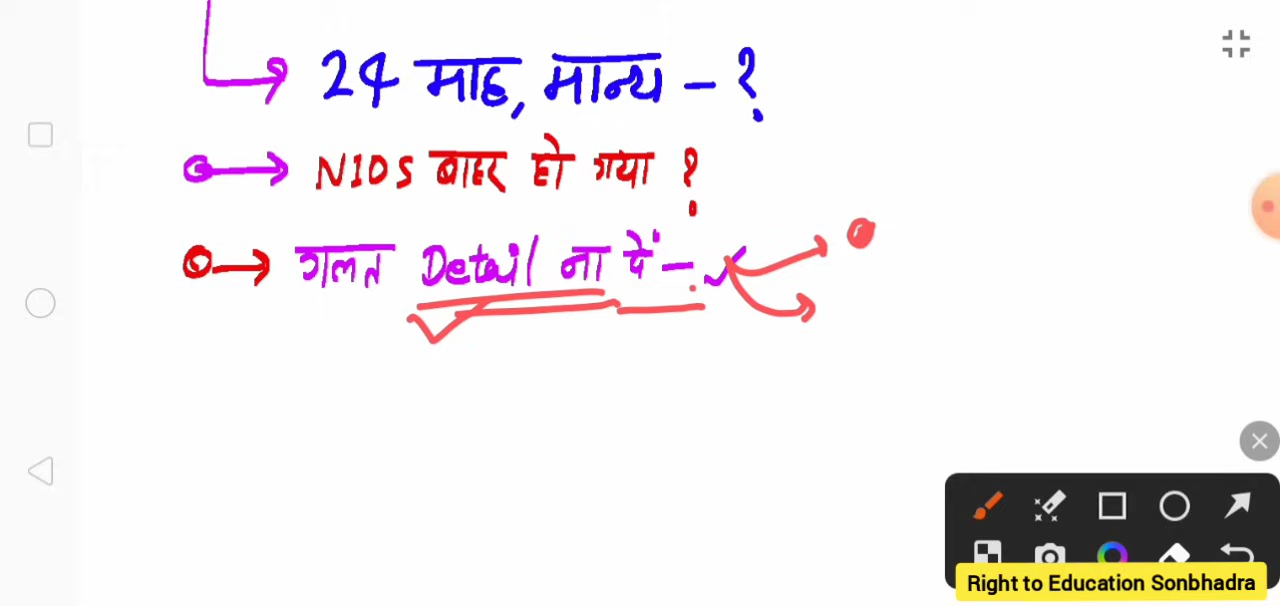 24 माह, मान्य - ?
NIOS बाहर हो गया ?
गलत Detail ना दें -
Right to Education Sonbhadra